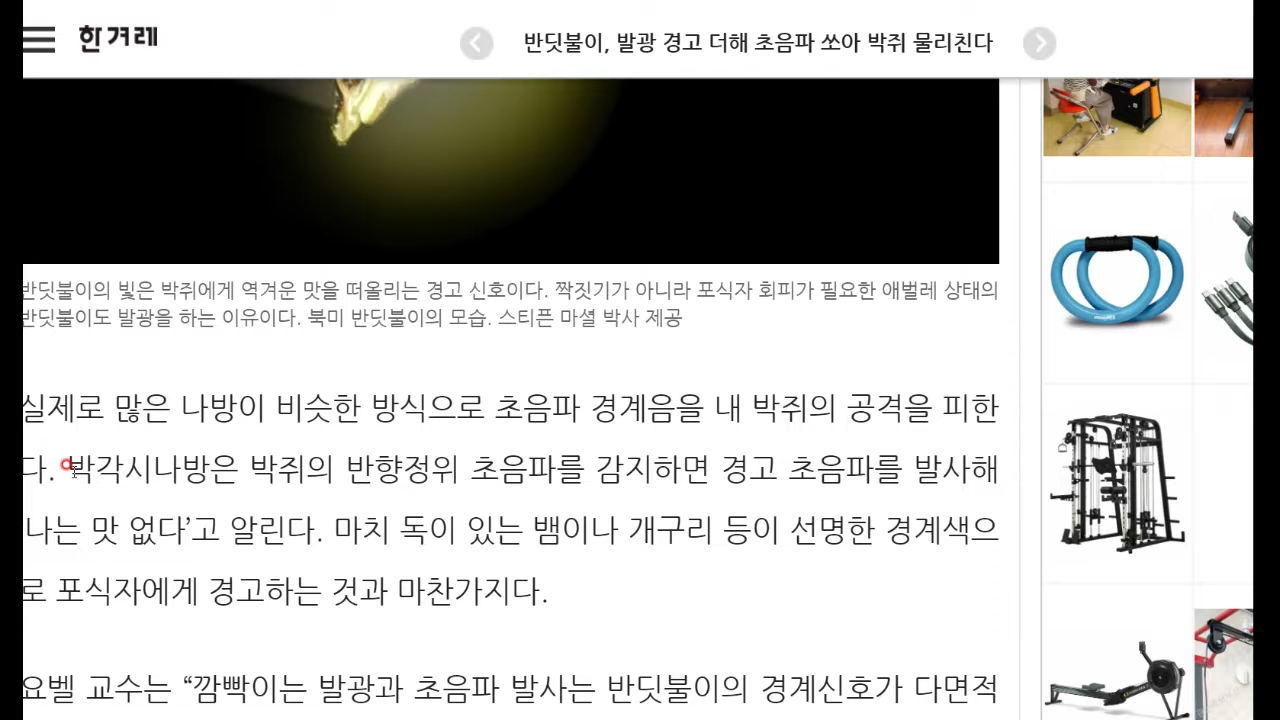 한겨레
반딧불이, 발광 경고 더해 초음파 쏘아 박쥐 물리친다
반딧불이의 빛은 박쥐에게 역겨운 맛을 떠올리는 경고 신호이다. 짝짓기가 아니라 포식자 회피가 필요한 애벌레 상태의
반딧불이도 발광을 하는 이유이다. 북미 반딧불이의 모습. 스티픈 마셜 박사 제공
실제로 많은 나방이 비슷한 방식으로 초음파 경계음을 내 박쥐의 공격을 피한
다. 박각시나방은 박쥐의 반향정위 초음파를 감지하면 경고 초음파를 발사해
나는 맛 없다’고 알린다. 마치 독이 있는 뱀이나 개구리 등이 선명한 경계색으
로 포식자에게 경고하는 것과 마찬가지다.
요벨 교수는 “깜빡이는 발광과 초음파 발사는 반딧불이의 경계신호가 다면적